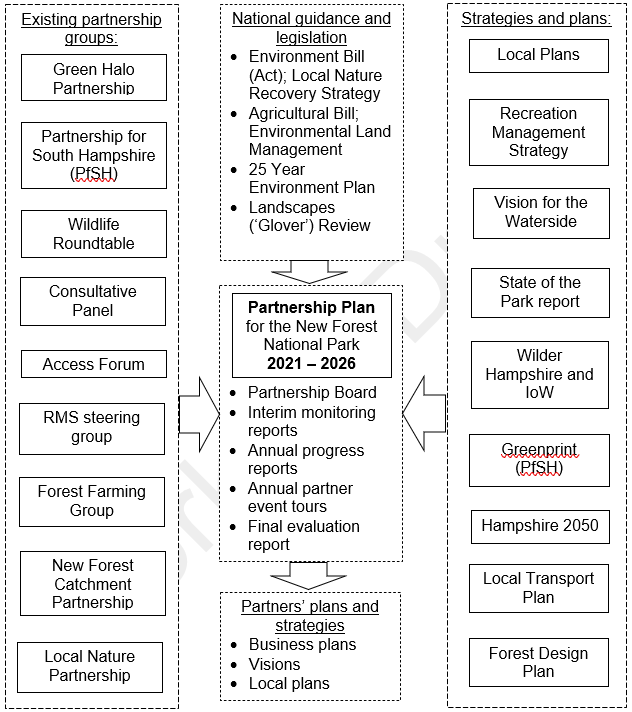 Existing partnership
groups:
Green Halo
Partnership
Partnership for
South Hampshire
(PfSH)
Wildlife
Roundtable
Consultative
Panel
Access Forum
RMS steering
group
Forest Farming
Group
New Forest
Catchment
Partnership
Local Nature
Partnership
National guidance and
legislation
• Environment Bill
(Act); Local Nature
Recovery Strategy
• Agricultural Bill;
Environmental Land
Management
• 25 Year
Environment Plan
• Landscapes
(‘Glover’) Review
Partnership Plan
for the New Forest
National Park
2021 – 2026
• Partnership Board
• Interim monitoring
reports
• Annual progress
reports
• Annual partner
event tours
• Final evaluation
report
Partners’ plans and
strategies
• Business plans
• Visions
• Local plans
Strategies and plans:
Local Plans
Recreation
Management
Strategy
Vision for the
Waterside
State of the
Park report
Wilder
Hampshire and
IoW
Greenprint
(PfSH)
Hampshire 2050
Local Transport
Plan
Forest Design
Plan